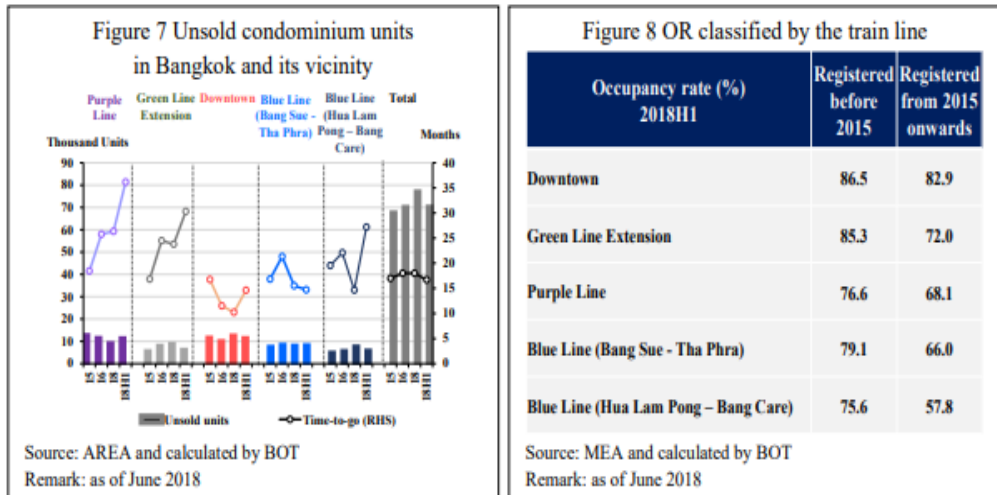 Figure 7 Unsold condominium units
in Bangkok and its vicinity
Purple
Line
Green Line
Extension
Downtown
Blue Line
(Bang Sue -
Tha Phra)
Blue Line
(Hua Lam
Pong – Bang
Care)
Total
Thousand Units
Months
90
80
70
60
50
40
30
20
10
0
40
35
30
25
20
15
10
5
0
15
16
18
18H1
15
16
18
18H1
15
16
18
18H1
15
16
18
18H1
15
16
18
18H1
15
16
18
18H1
Unsold units
Time-to-go (RHS)
Source: AREA and calculated by BOT
Remark: as of June 2018
Figure 8 OR classified by the train line
Occupancy rate (%)
2018H1
Registered
before
2015
Registered
from 2015
onwards
Downtown 86.5 82.9
Green Line Extension 85.3 72.0
Purple Line 76.6 68.1
Blue Line (Bang Sue - Tha Phra) 79.1 66.0
Blue Line (Hua Lam Pong – Bang Care) 75.6 57.8
Source: MEA and calculated by BOT
Remark: as of June 2018